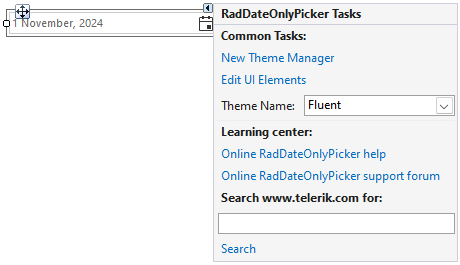 1 November, 2024
RadDateOnlyPicker Tasks
Common Tasks:
New Theme Manager
Edit UI Elements
Theme Name: Fluent
Learning center:
Online RadDateOnlyPicker help
Online RadDateOnlyPicker support forum
Search www.telerik.com for:
Search